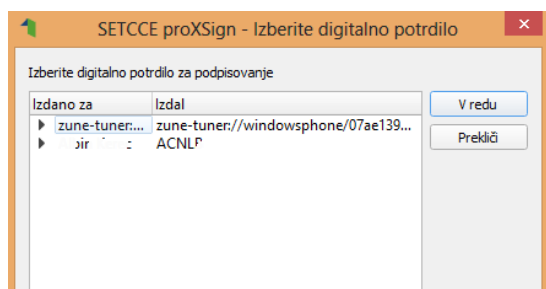 SETCCE proXSign - Izberite digitalno potrdilo
Izberite digitalno potrdilo za podpisovanje
Izdano za Izdal
zune-tuner:... zune-tuner://windowsphone/07ae139...
V redu
Prekliči